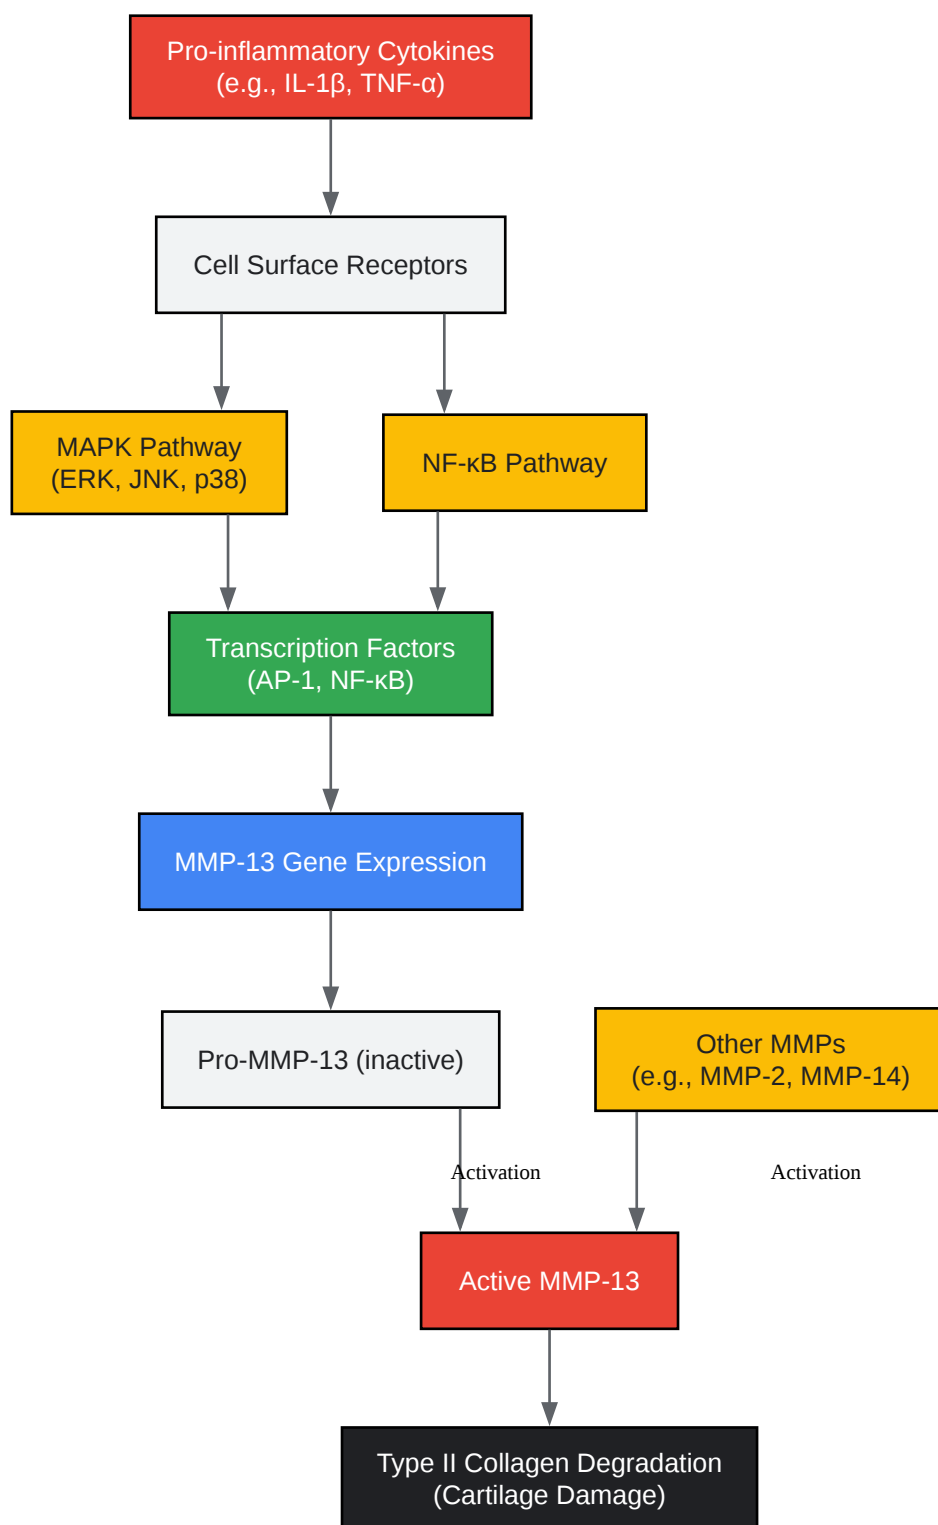 Pro-inflammatory Cytokines
(e.g., IL-1β, TNF-α)
Cell Surface Receptors
MAPK Pathway
(ERK, JNK, p38)
NF-κB Pathway
Transcription Factors
(AP-1, NF-κB)
MMP-13 Gene Expression
Pro-MMP-13 (inactive)
Other MMPs
(e.g., MMP-2, MMP-14)
Activation
Activation
Active MMP-13
Type II Collagen Degradation
(Cartilage Damage)